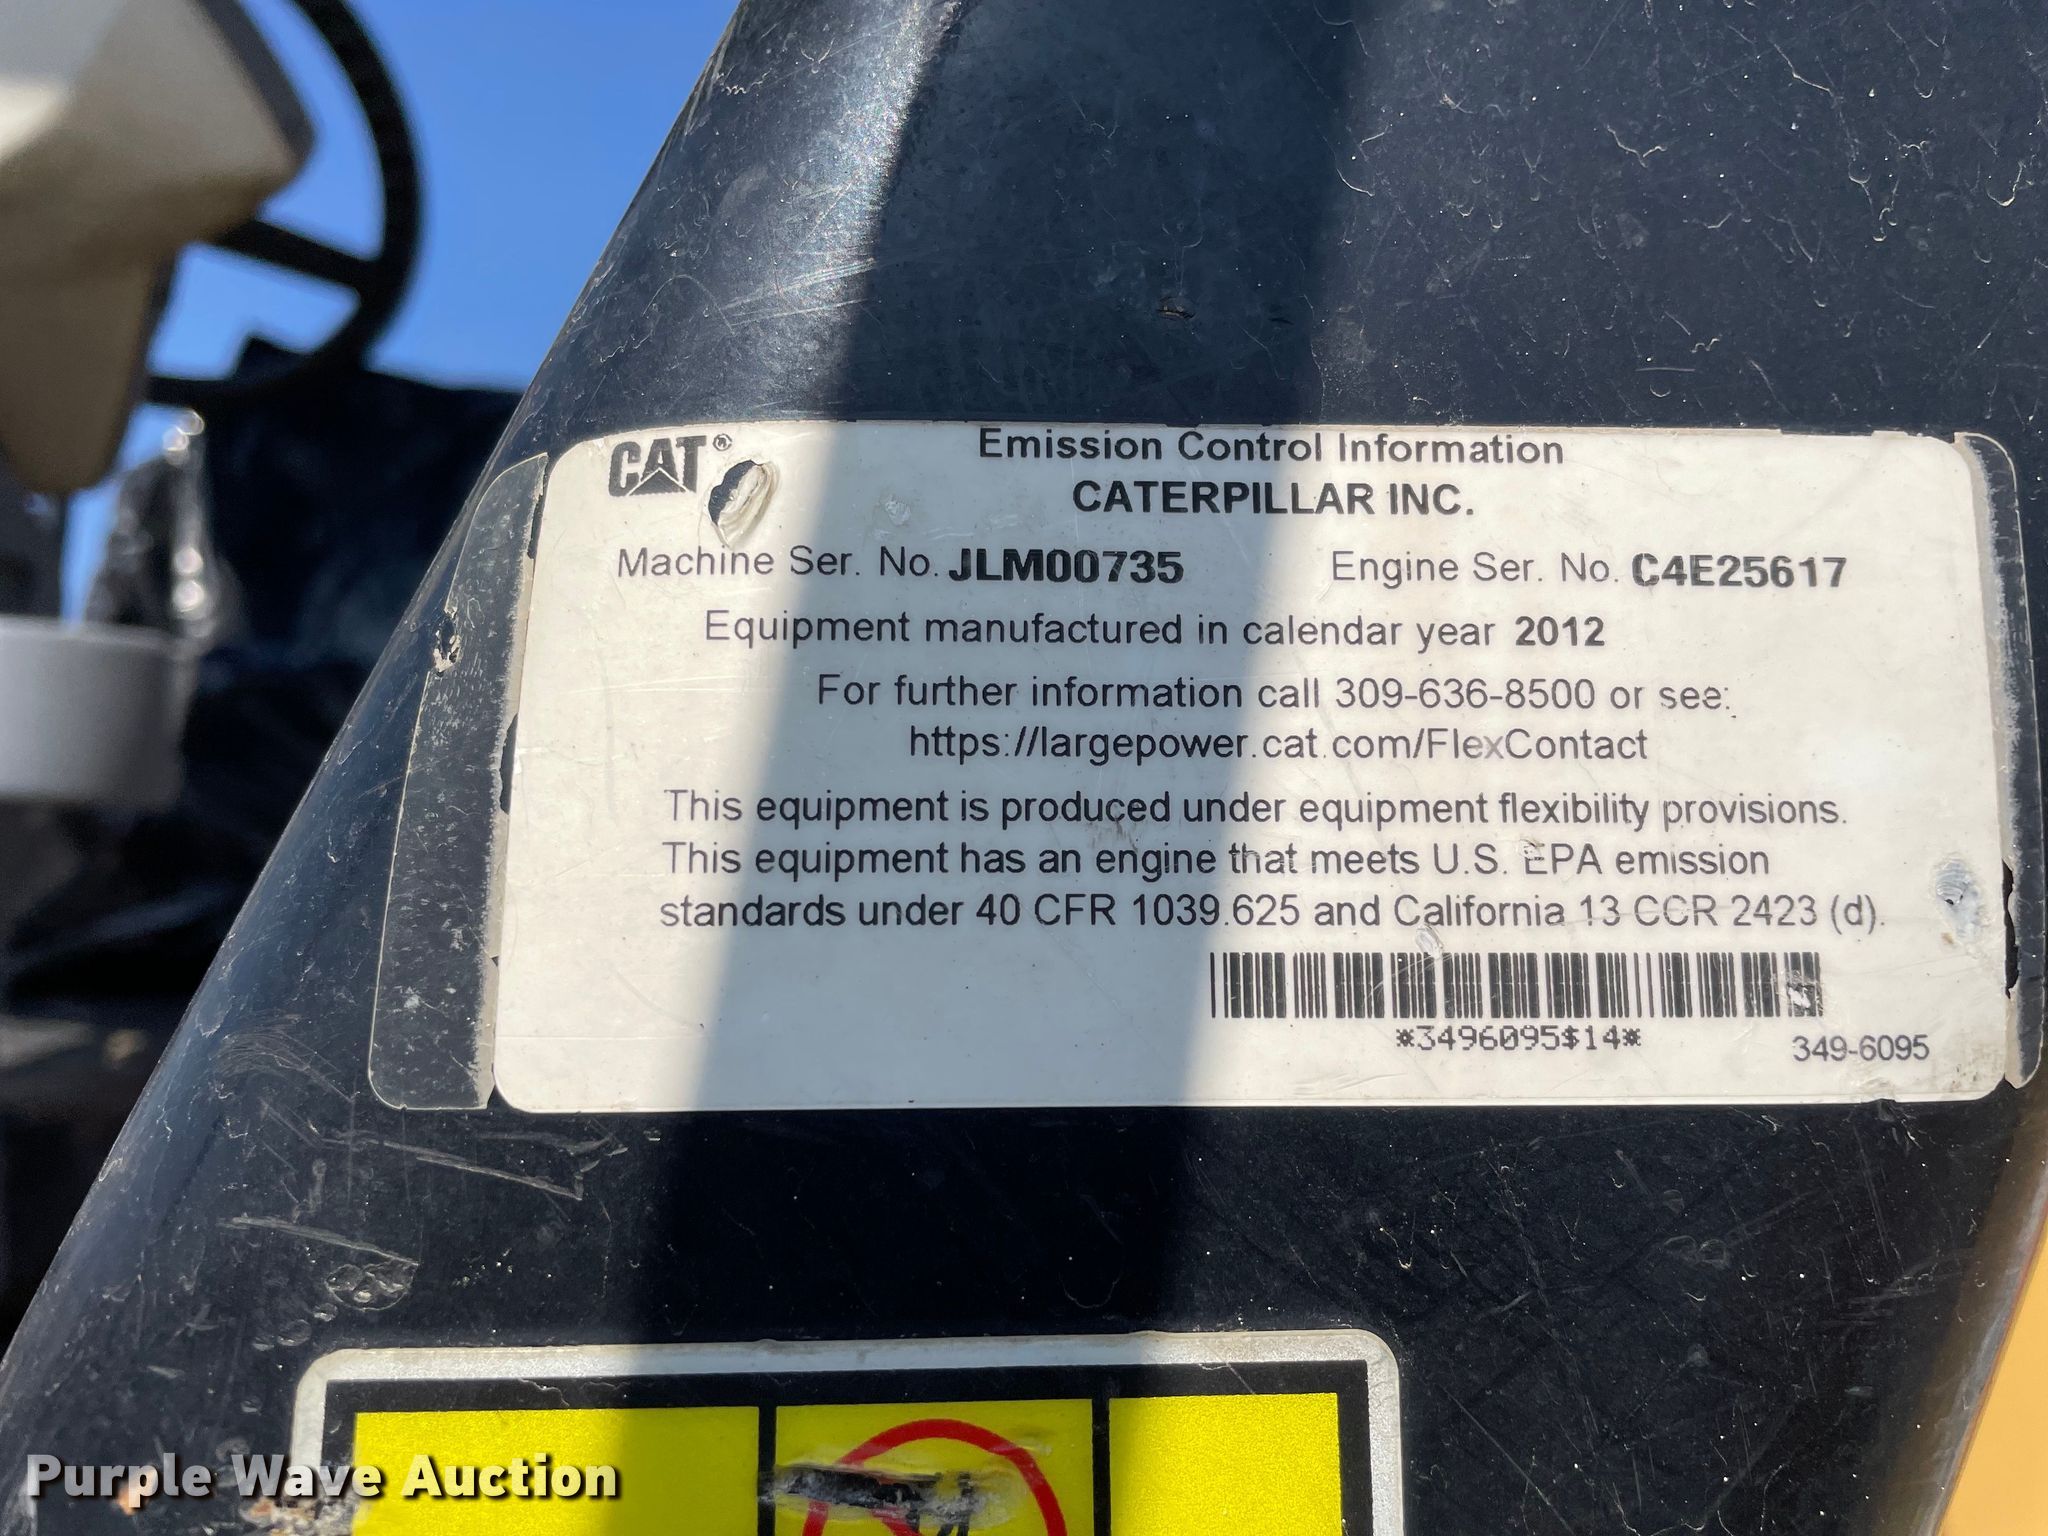 CAT®
Emission Control Information
CATERPILLAR INC.
Machine Ser. No. JLM00735 Engine Ser. No. C4E25617
Equipment manufactured in calendar year 2012
For further information call 309-636-8500 or see:
https://largepower.cat.com/FlexContact
This equipment is produced under equipment flexibility provisions.
This equipment has an engine that meets U.S. EPA emission
standards under 40 CFR 1039.625 and California 13 CCR 2423 (d).
*3496095$14*
349-6095
Purple Wave Auction